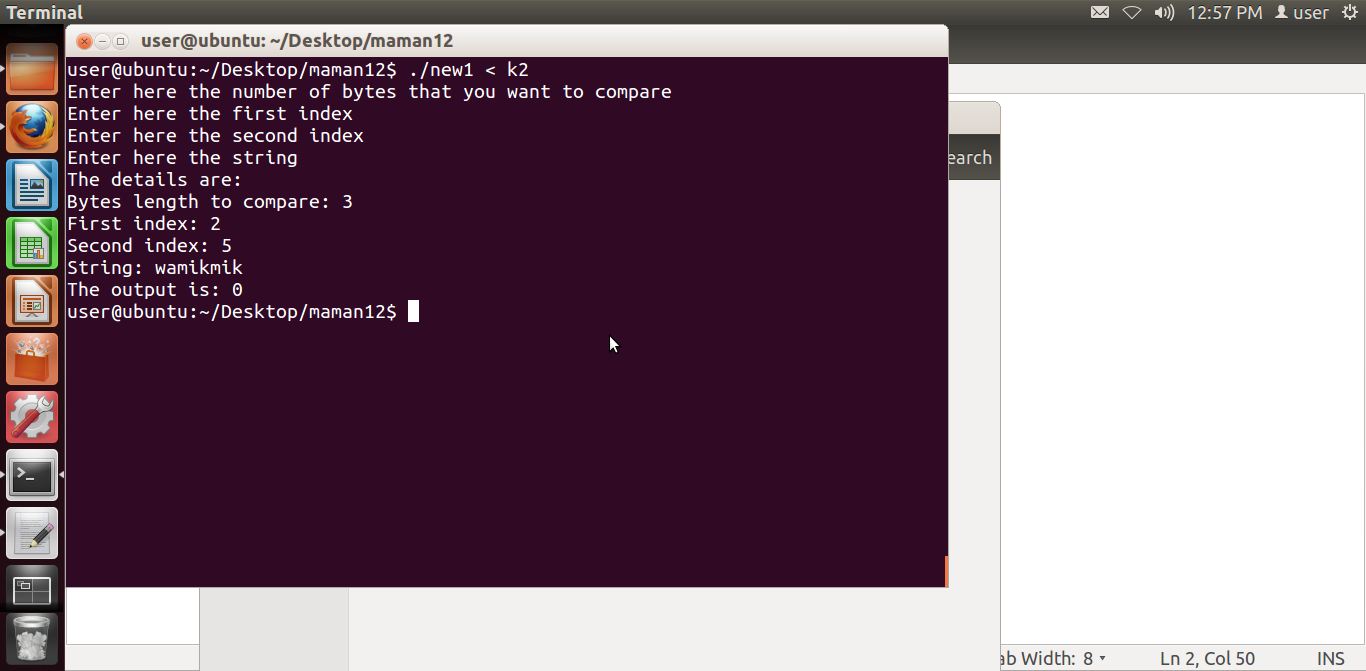 Terminal
12:57 PM user
user@ubuntu: ~/Desktop/maman12
user@ubuntu:~/Desktop/maman12$ ./new1 < k2
Enter here the number of bytes that you want to compare
Enter here the first index
Enter here the second index
Enter here the string
The details are:
Bytes length to compare: 3
First index: 2
Second index: 5
String: wamikmik
The output is: 0
user@ubuntu:~/Desktop/maman12$
earch
ab Width: 8
Ln 2, Col 50
INS